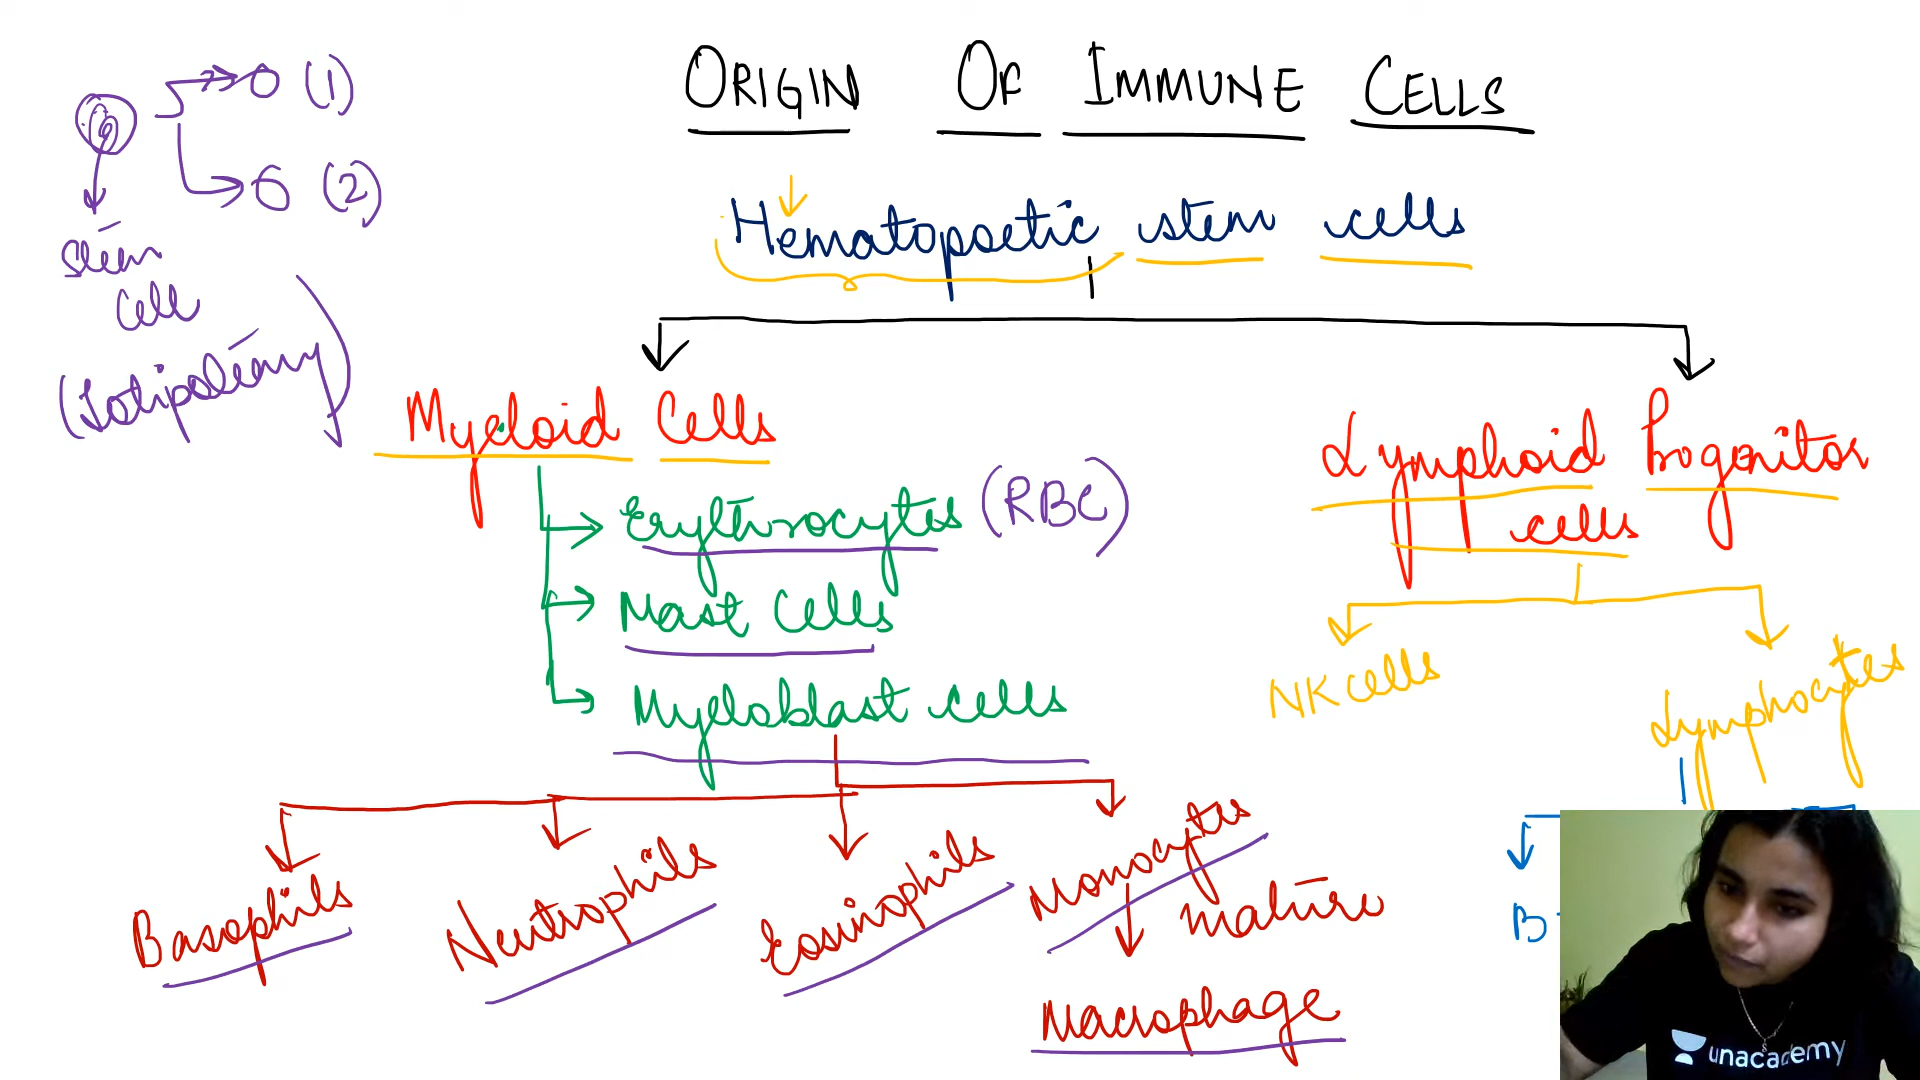 ORIGIN OF IMMUNE CELLS
(1)
(2)
stem
cell
(Totipotency)
Hematopoetic stem cells
Myeloid Cells
Lymphoid Progenitor
cells
Erythrocytes (RBC)
Mast Cells
Myeloblast cells
NK cells
Lymphocytes
Basophils
Neutrophils
Eosinophils
Monocytes
mature
Macrophage
B
unacademy